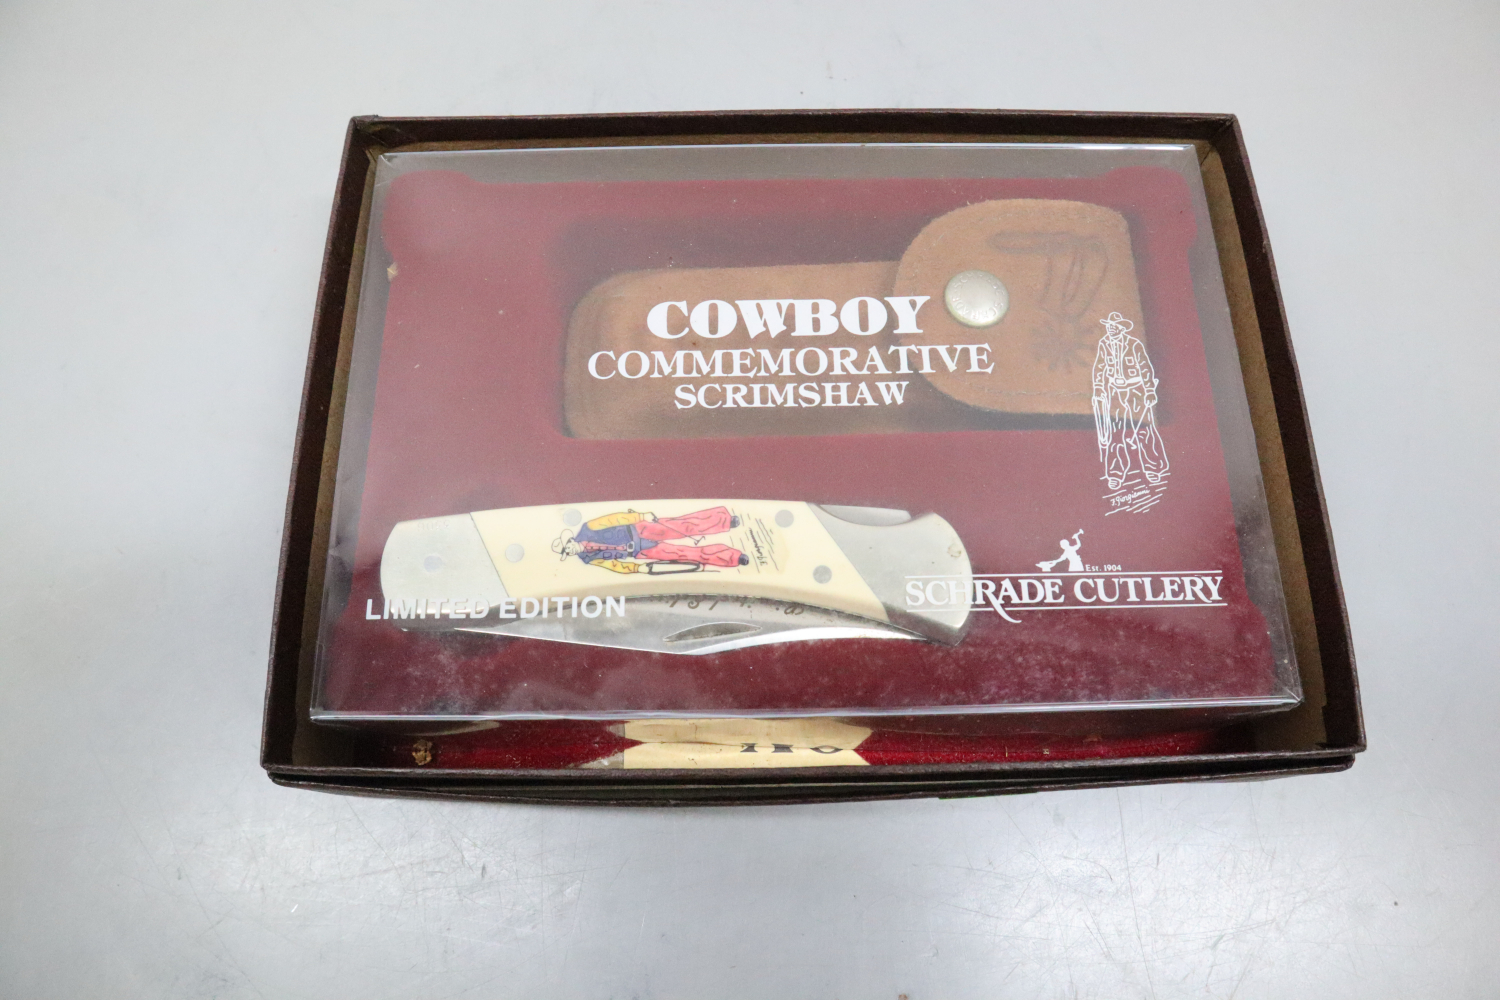 COWBOY
COMMEMORATIVE
SCRIMSHAW
LIMITED EDITION
EST. 1904
SCHRADE CUTLERY